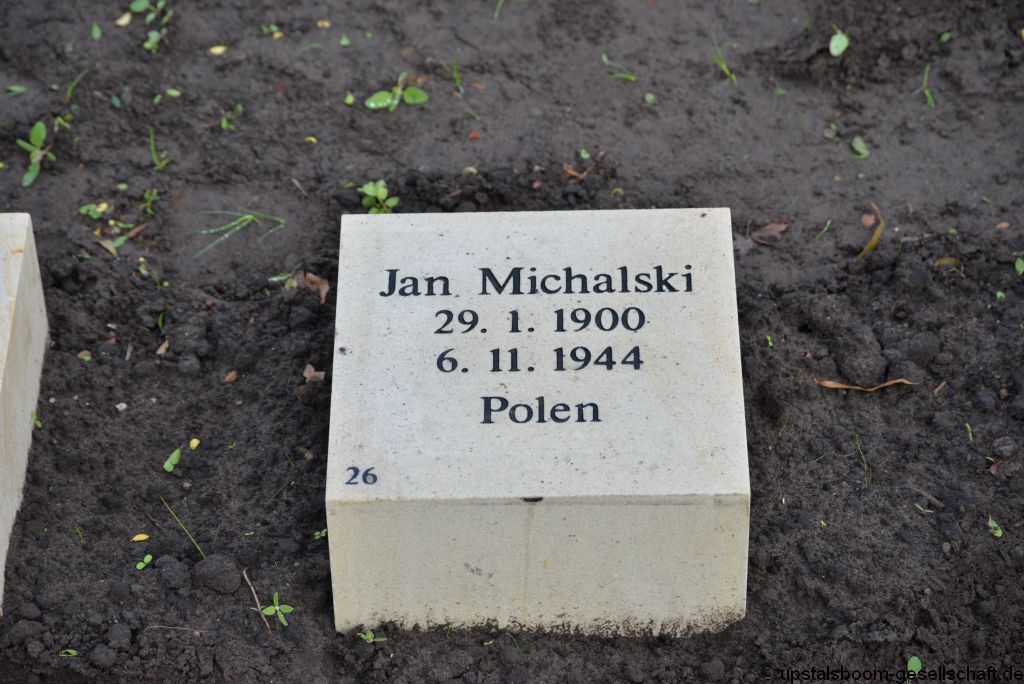 Jan Michalski
29. 1. 1900
6. 11. 1944
Polen
26
© upstalsboom-gesellschaft.de